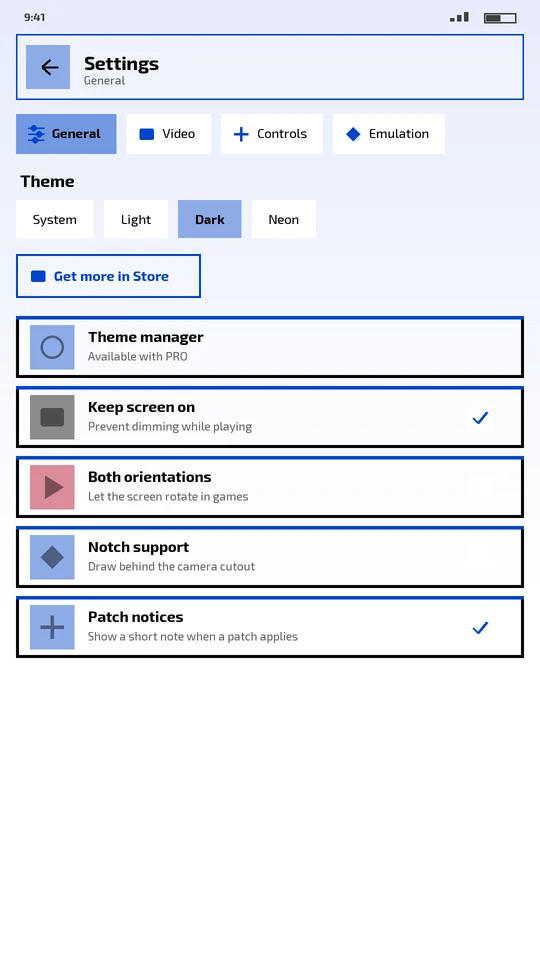 9:41
Settings
General
General
Video
Controls
Emulation
Theme
System
Light
Dark
Neon
Get more in Store
Theme manager
Available with PRO
Keep screen on
Prevent dimming while playing
Both orientations
Let the screen rotate in games
Notch support
Draw behind the camera cutout
Patch notices
Show a short note when a patch applies